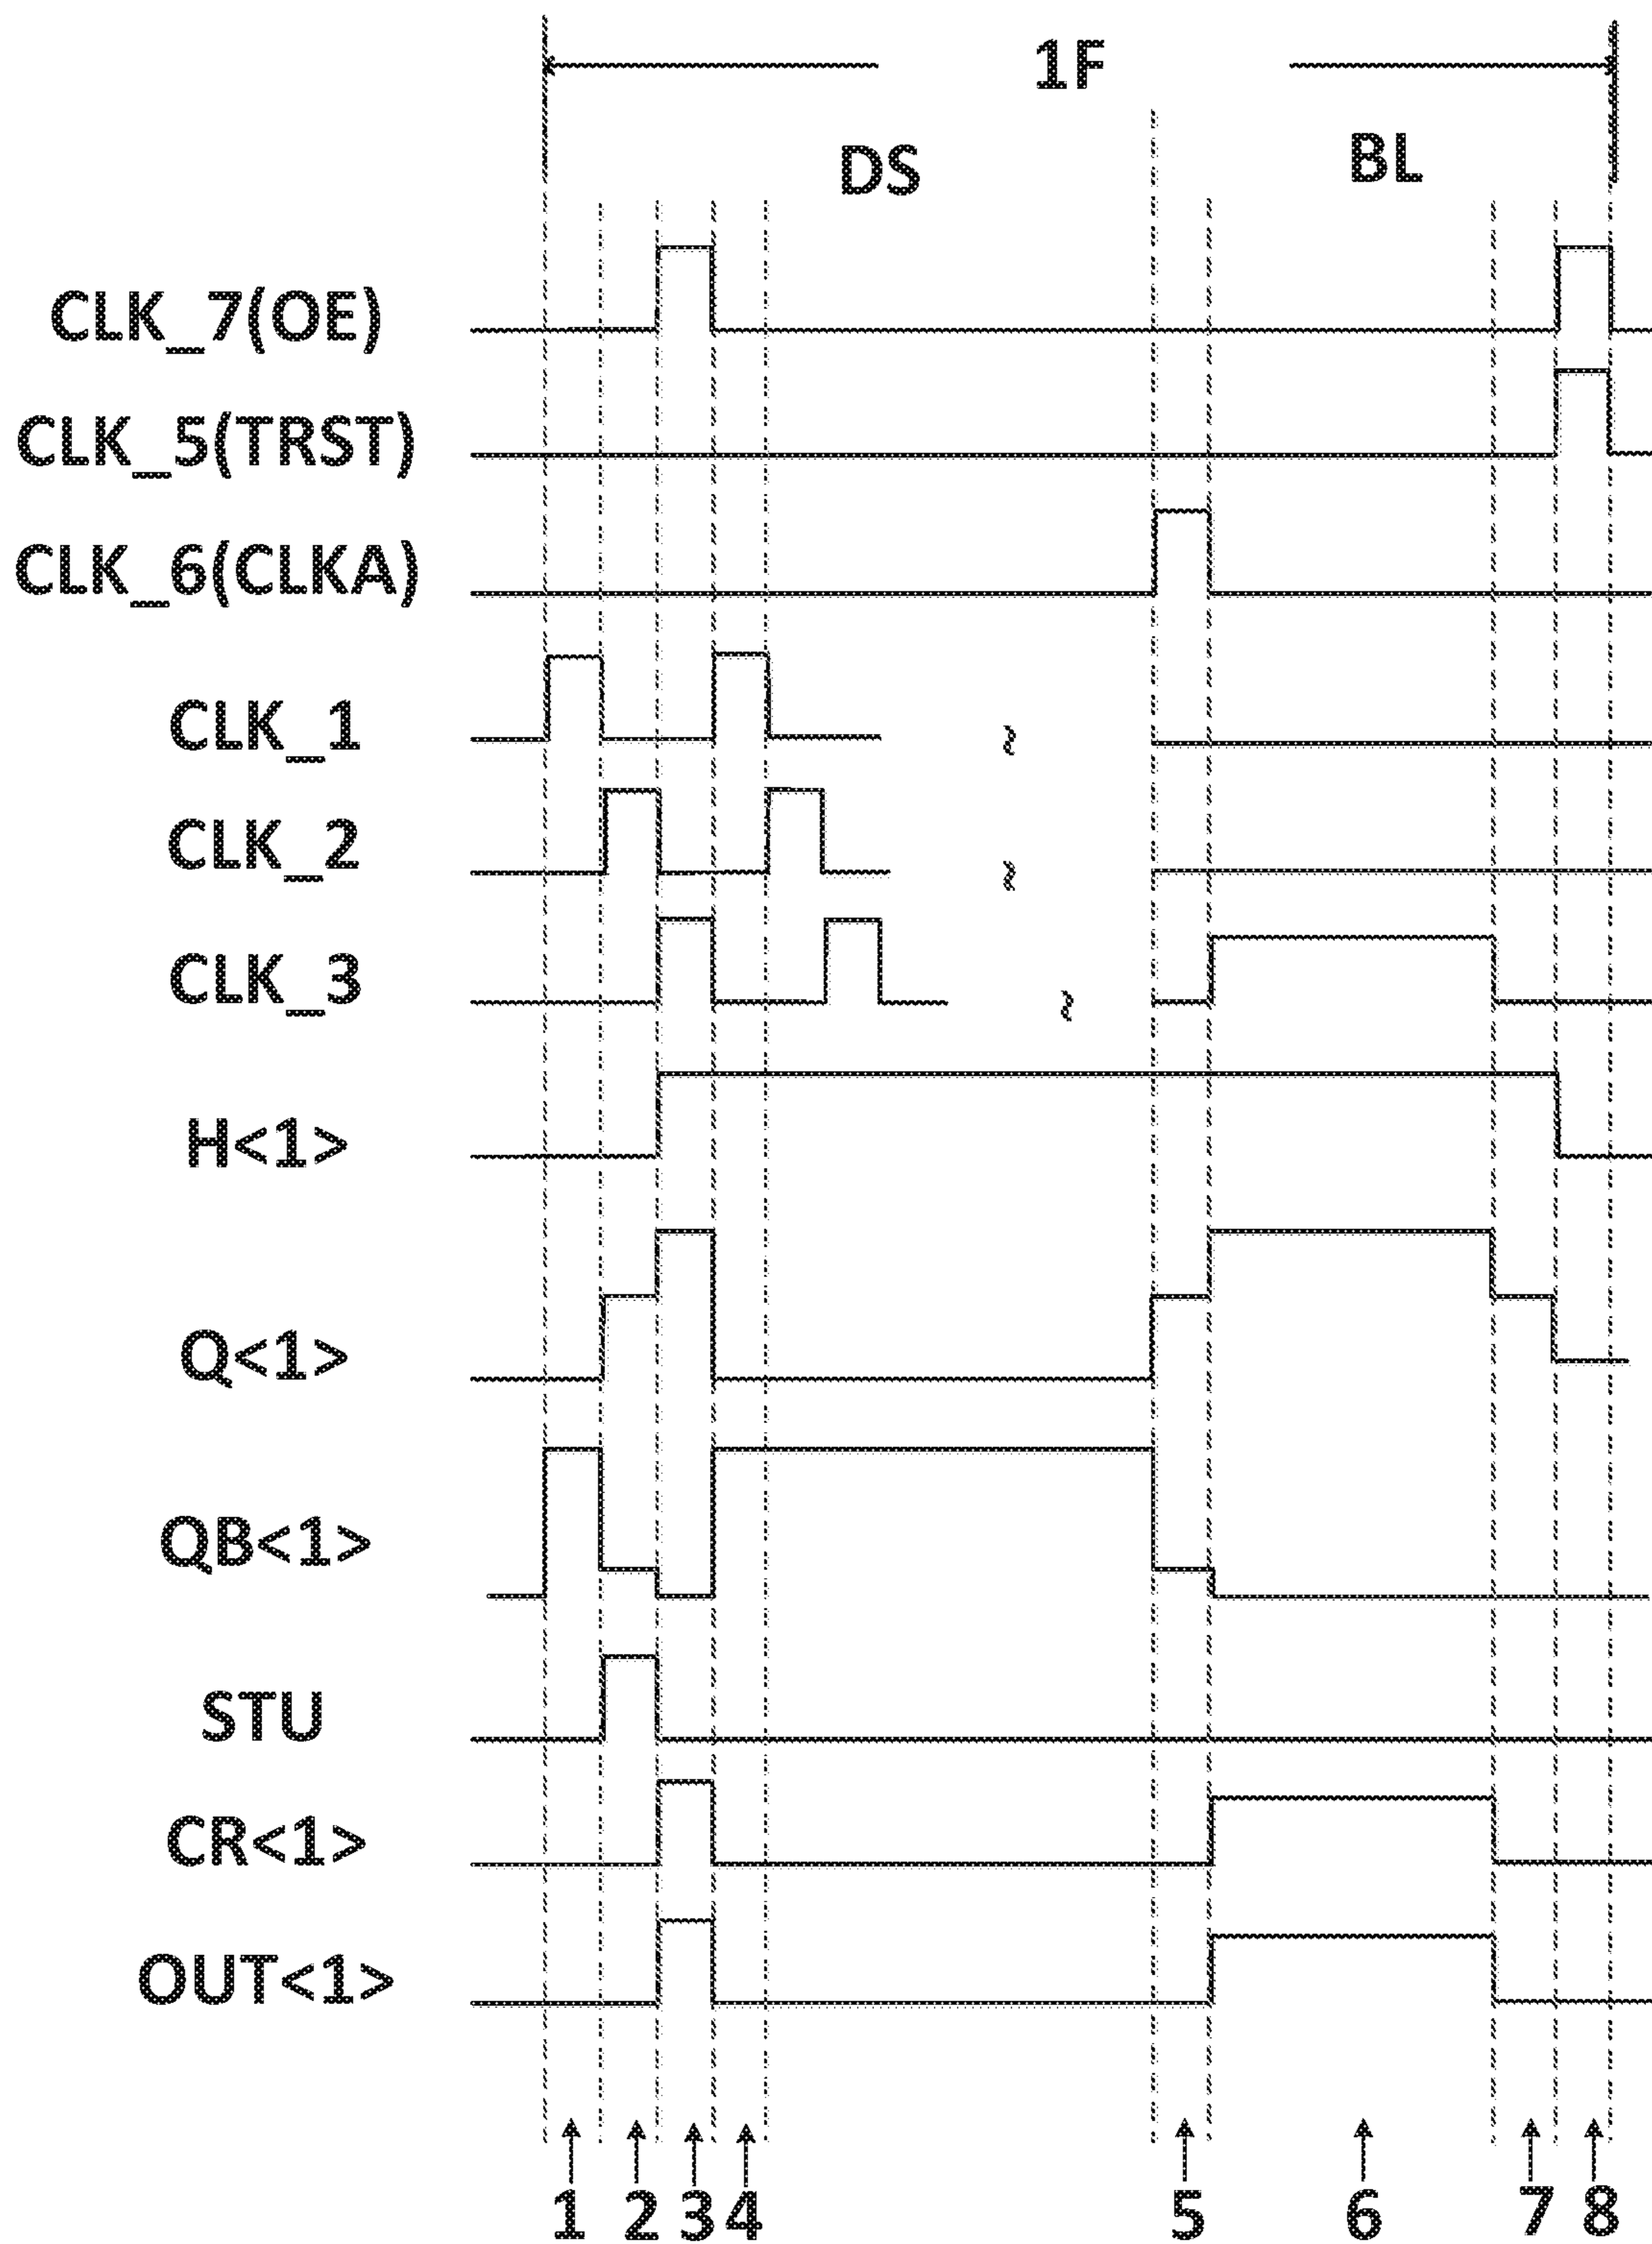 1F
DS
BL
CLK_7(OE)
CLK_5(TRST)
CLK_6(CLKA)
CLK_1
CLK_2
CLK_3
H<1>
Q<1>
QB<1>
STU
CR<1>
OUT<1>
1 2 3 4 5 6 7 8